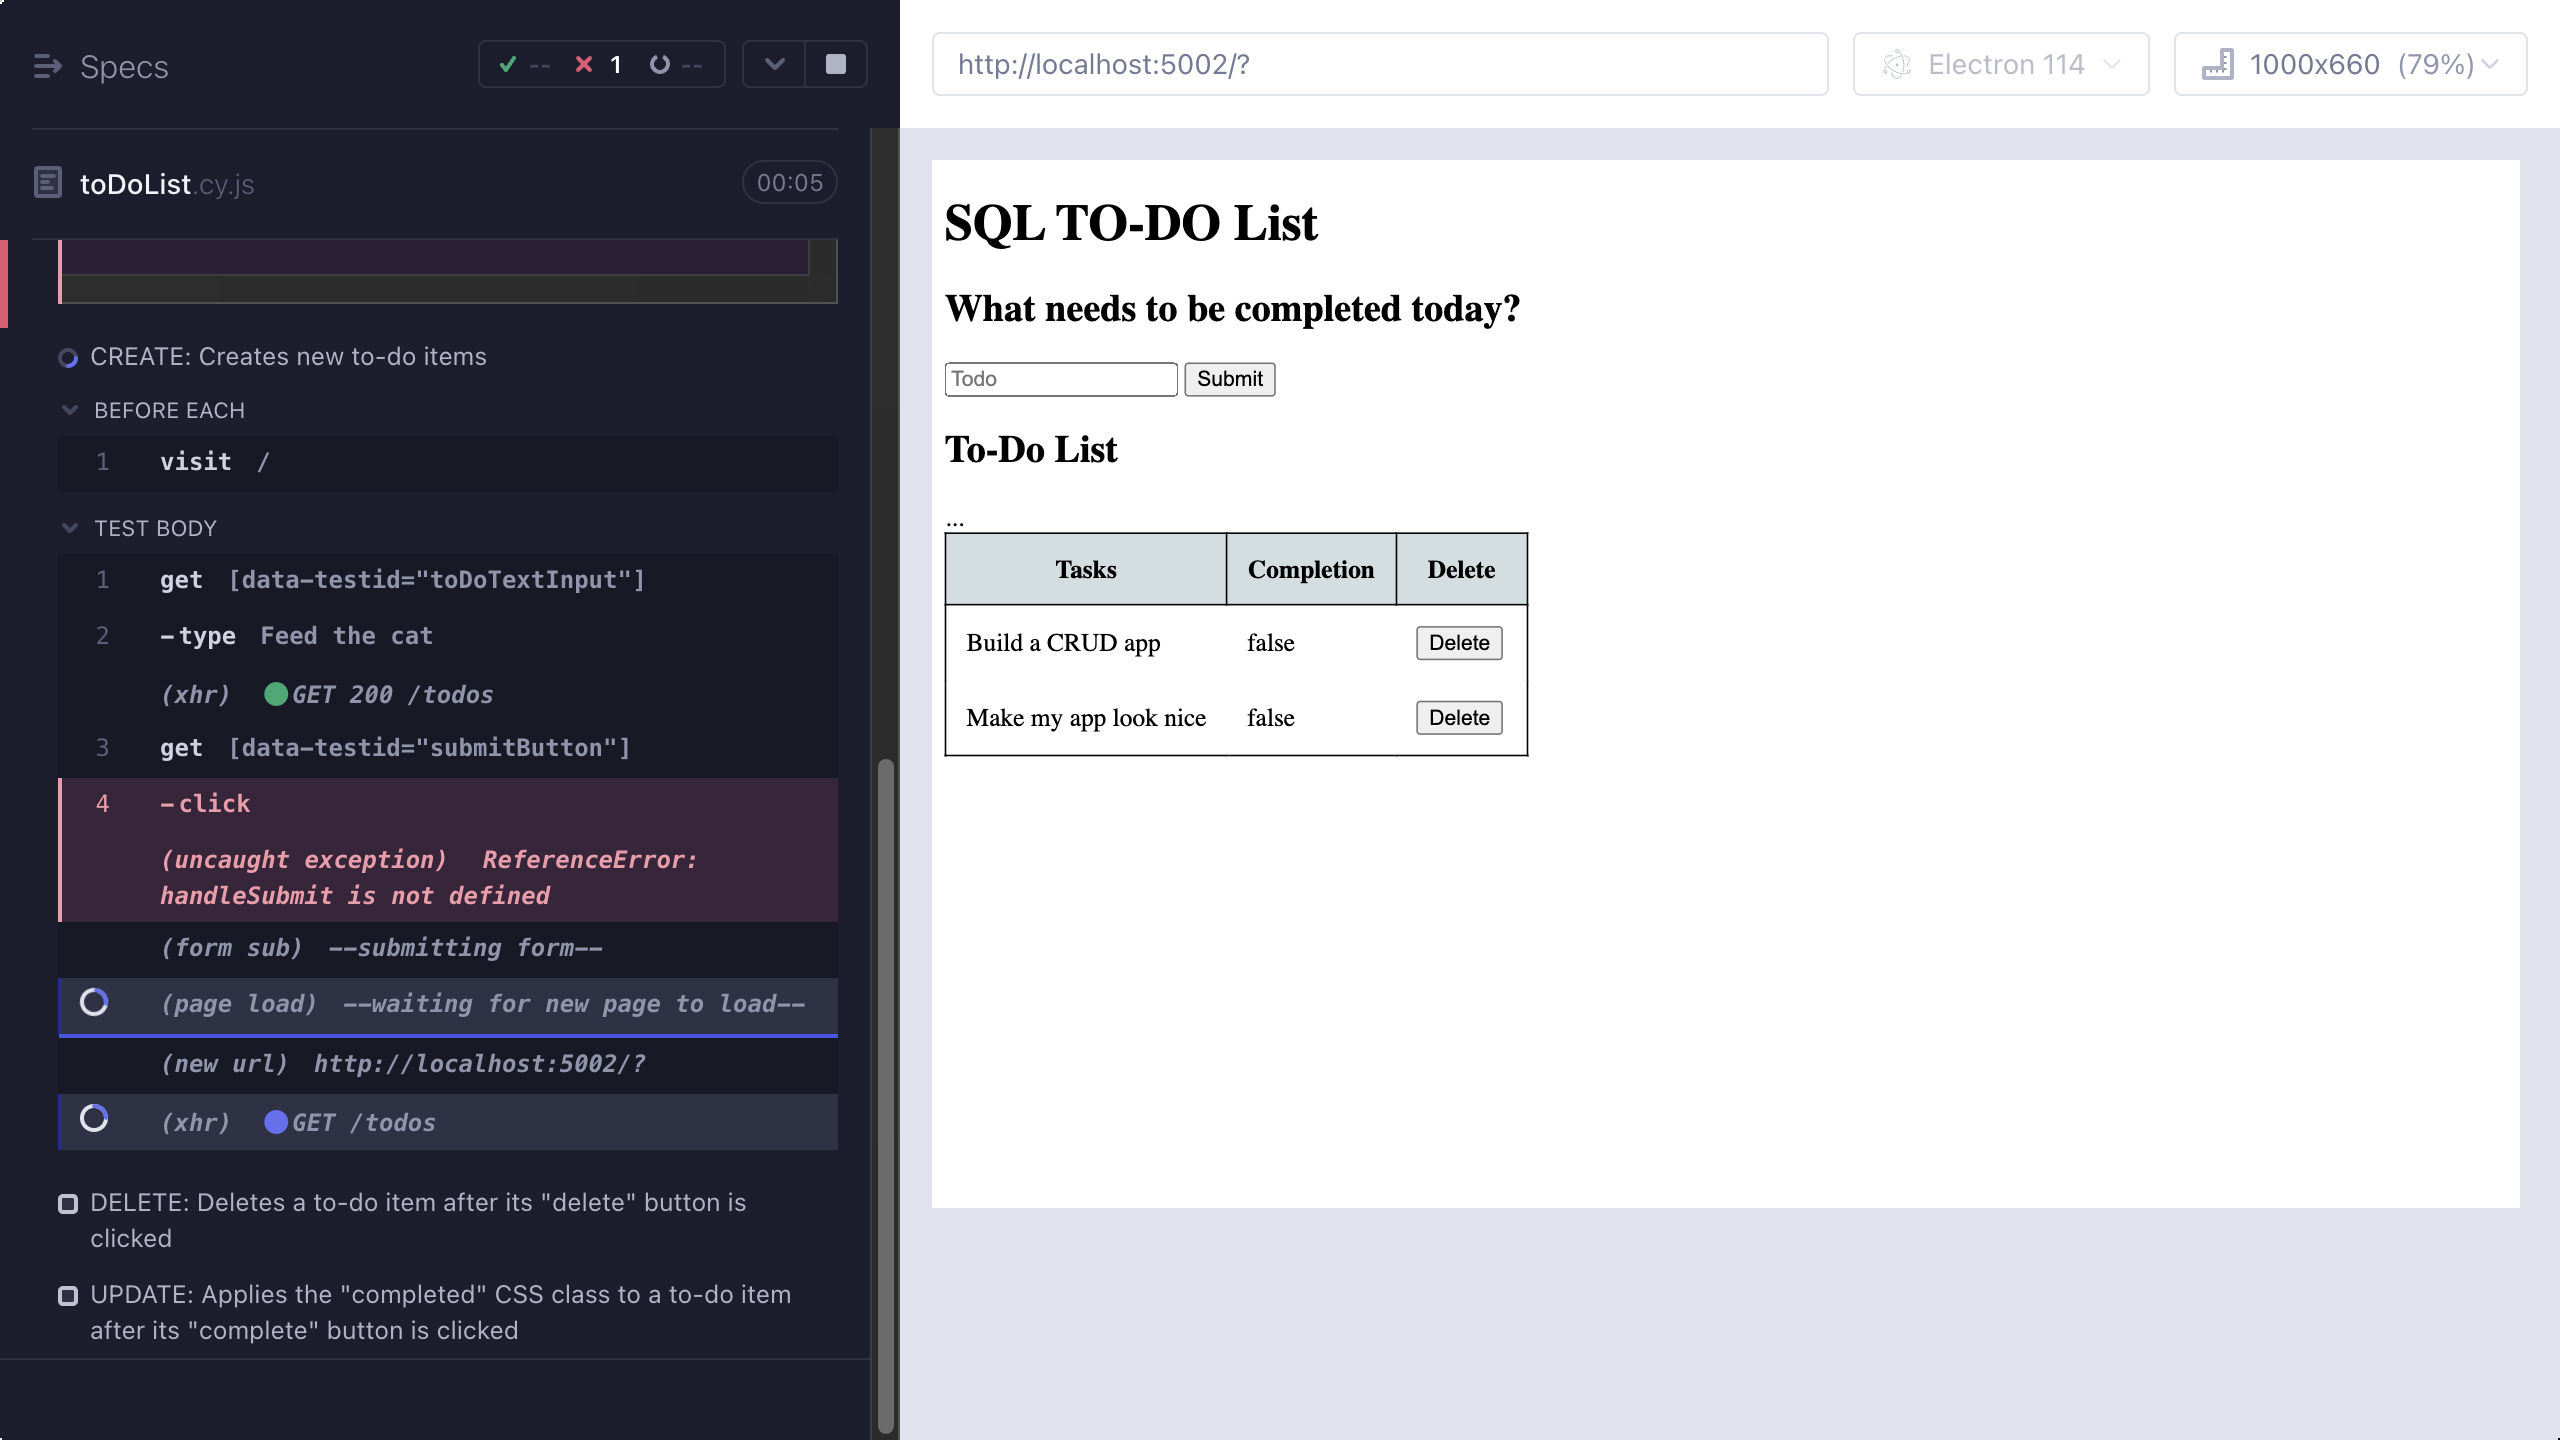 Specs
-- 1 --
toDoList.cy.js 00:05
CREATE: Creates new to-do items
BEFORE EACH
1 visit /
TEST BODY
1 get [data-testid="toDoTextInput"]
2 -type Feed the cat
(xhr) GET 200 /todos
3 get [data-testid="submitButton"]
4 -click
(uncaught exception) ReferenceError:
handleSubmit is not defined
(form sub) --submitting form--
(page load) --waiting for new page to load--
(new url) http://localhost:5002/?
(xhr) GET /todos
DELETE: Deletes a to-do item after its "delete" button is
clicked
UPDATE: Applies the "completed" CSS class to a to-do item
after its "complete" button is clicked
http://localhost:5002/? Electron 114 1000x660 (79%)
SQL TO-DO List
What needs to be completed today?
Todo Submit
To-Do List
...
Tasks Completion Delete
Build a CRUD app false Delete
Make my app look nice false Delete